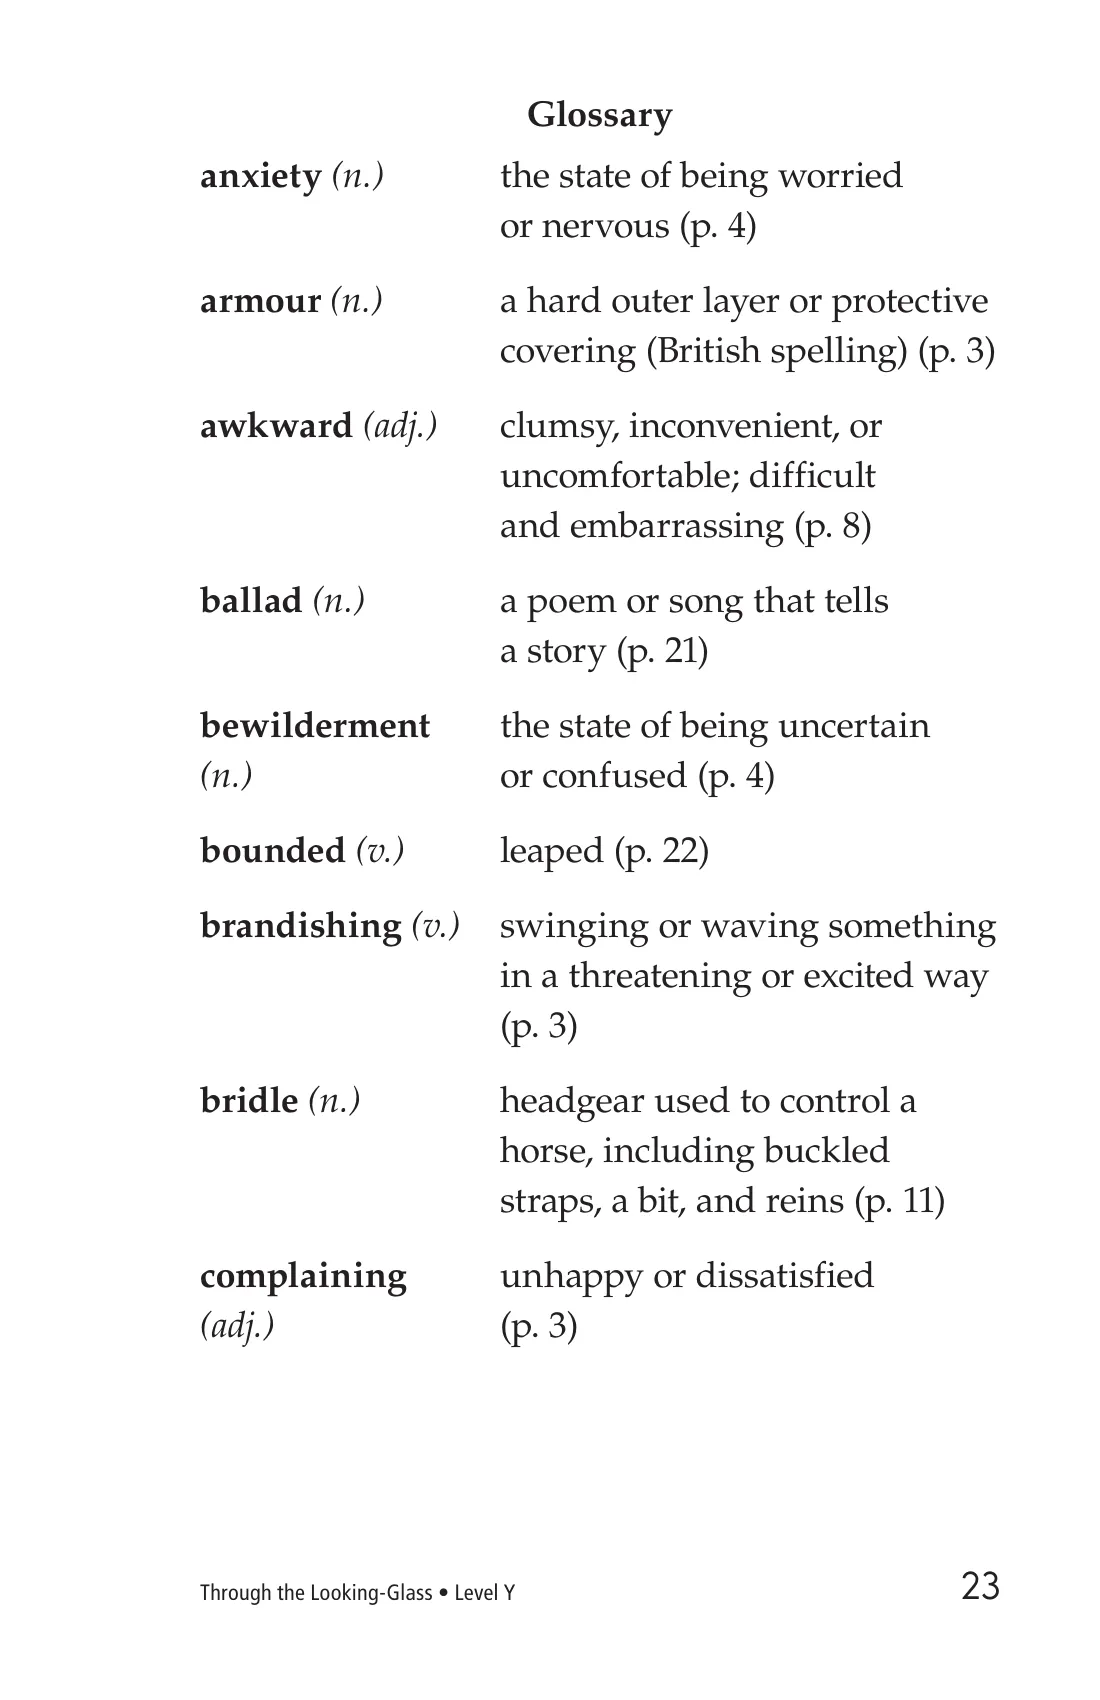 Glossary
anxiety (n.) the state of being worried
or nervous (p. 4)
armour (n.) a hard outer layer or protective
covering (British spelling) (p. 3)
awkward (adj.) clumsy, inconvenient, or
uncomfortable; difficult
and embarrassing (p. 8)
ballad (n.) a poem or song that tells
a story (p. 21)
bewilderment the state of being uncertain
(n.) or confused (p. 4)
bounded (v.) leaped (p. 22)
brandishing (v.) swinging or waving something
in a threatening or excited way
(p. 3)
bridle (n.) headgear used to control a
horse, including buckled
straps, a bit, and reins (p. 11)
complaining unhappy or dissatisfied
(adj.) (p. 3)
Through the Looking-Glass • Level Y 23